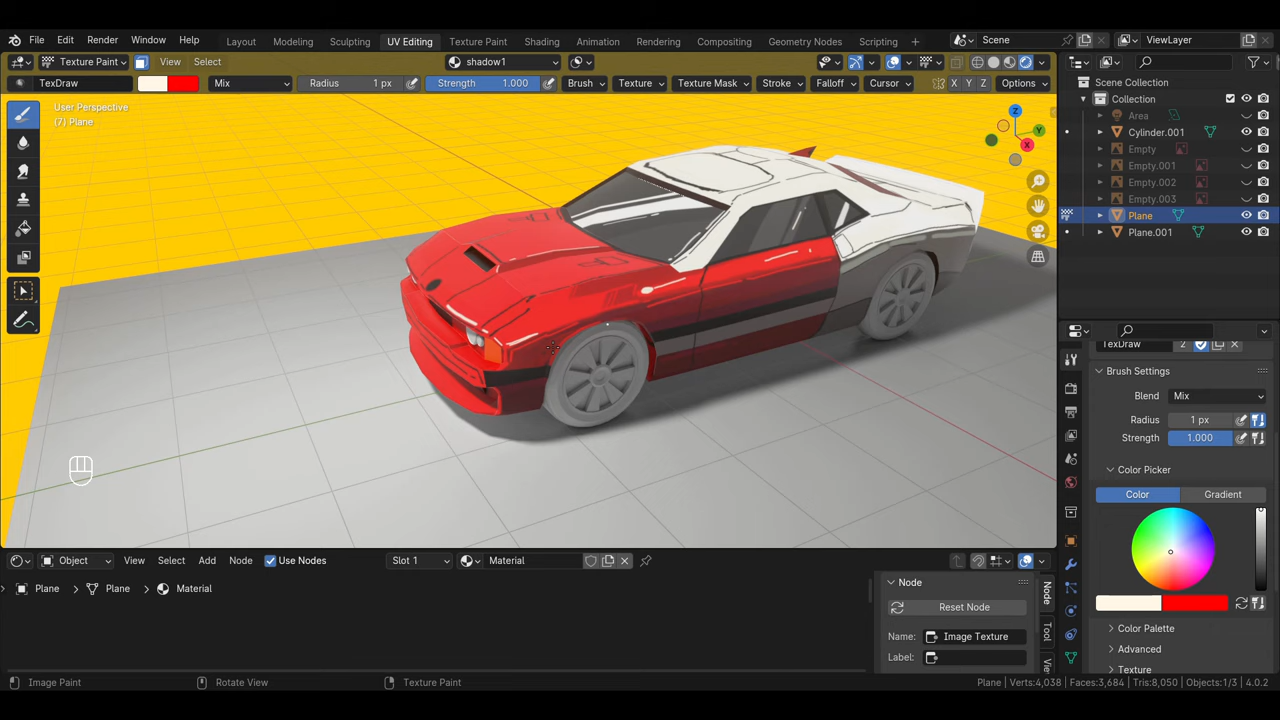 File Edit Render Window Help Layout Modeling Sculpting UV Editing Texture Paint Shading Animation Rendering Compositing Geometry Nodes Scripting + Scene ViewLayer
Texture Paint View Select shadow1
TexDraw Mix Radius 1 px Strength 1.000 Brush Texture Texture Mask Stroke Falloff Cursor X Y Z Options
User Perspective
(7) Plane
Z
Y
X
Scene Collection
Collection
Area
Cylinder.001
Empty
Empty.001
Empty.002
Empty.003
Plane
Plane.001
TexDraw 2
Brush Settings
Blend Mix
Radius 1 px
Strength 1.000
Color Picker
Color Gradient
Color Palette
Advanced
Texture
Object View Select Add Node Use Nodes Slot 1 Material
Plane > Plane > Material
Node
Reset Node
Name: Image Texture
Label:
Node
Tool
Image Paint Rotate View Texture Paint Plane | Verts:4,038 | Faces:3,684 | Tris:8,050 | Objects:1/3 | 4.0.2